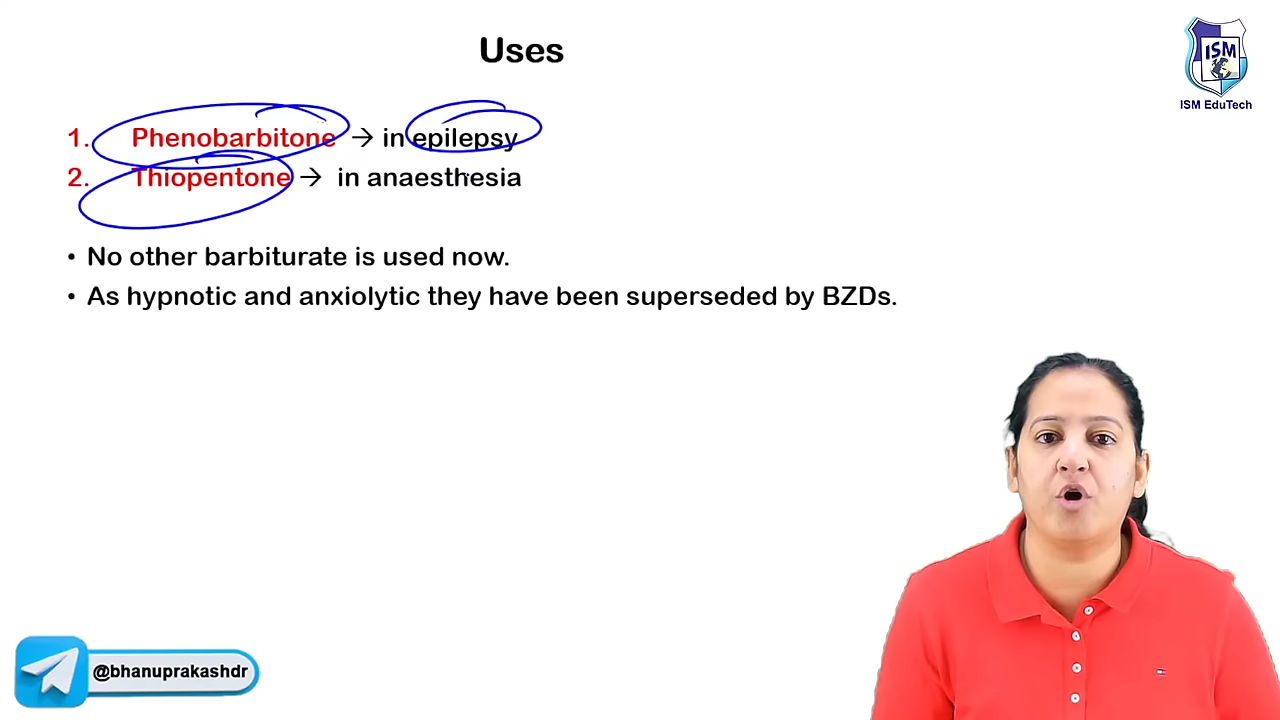 Uses
ISM
ISM EduTech
1. Phenobarbitone → in epilepsy
2. Thiopentone → in anaesthesia
• No other barbiturate is used now.
• As hypnotic and anxiolytic they have been superseded by BZDs.
@bhanuprakashdr